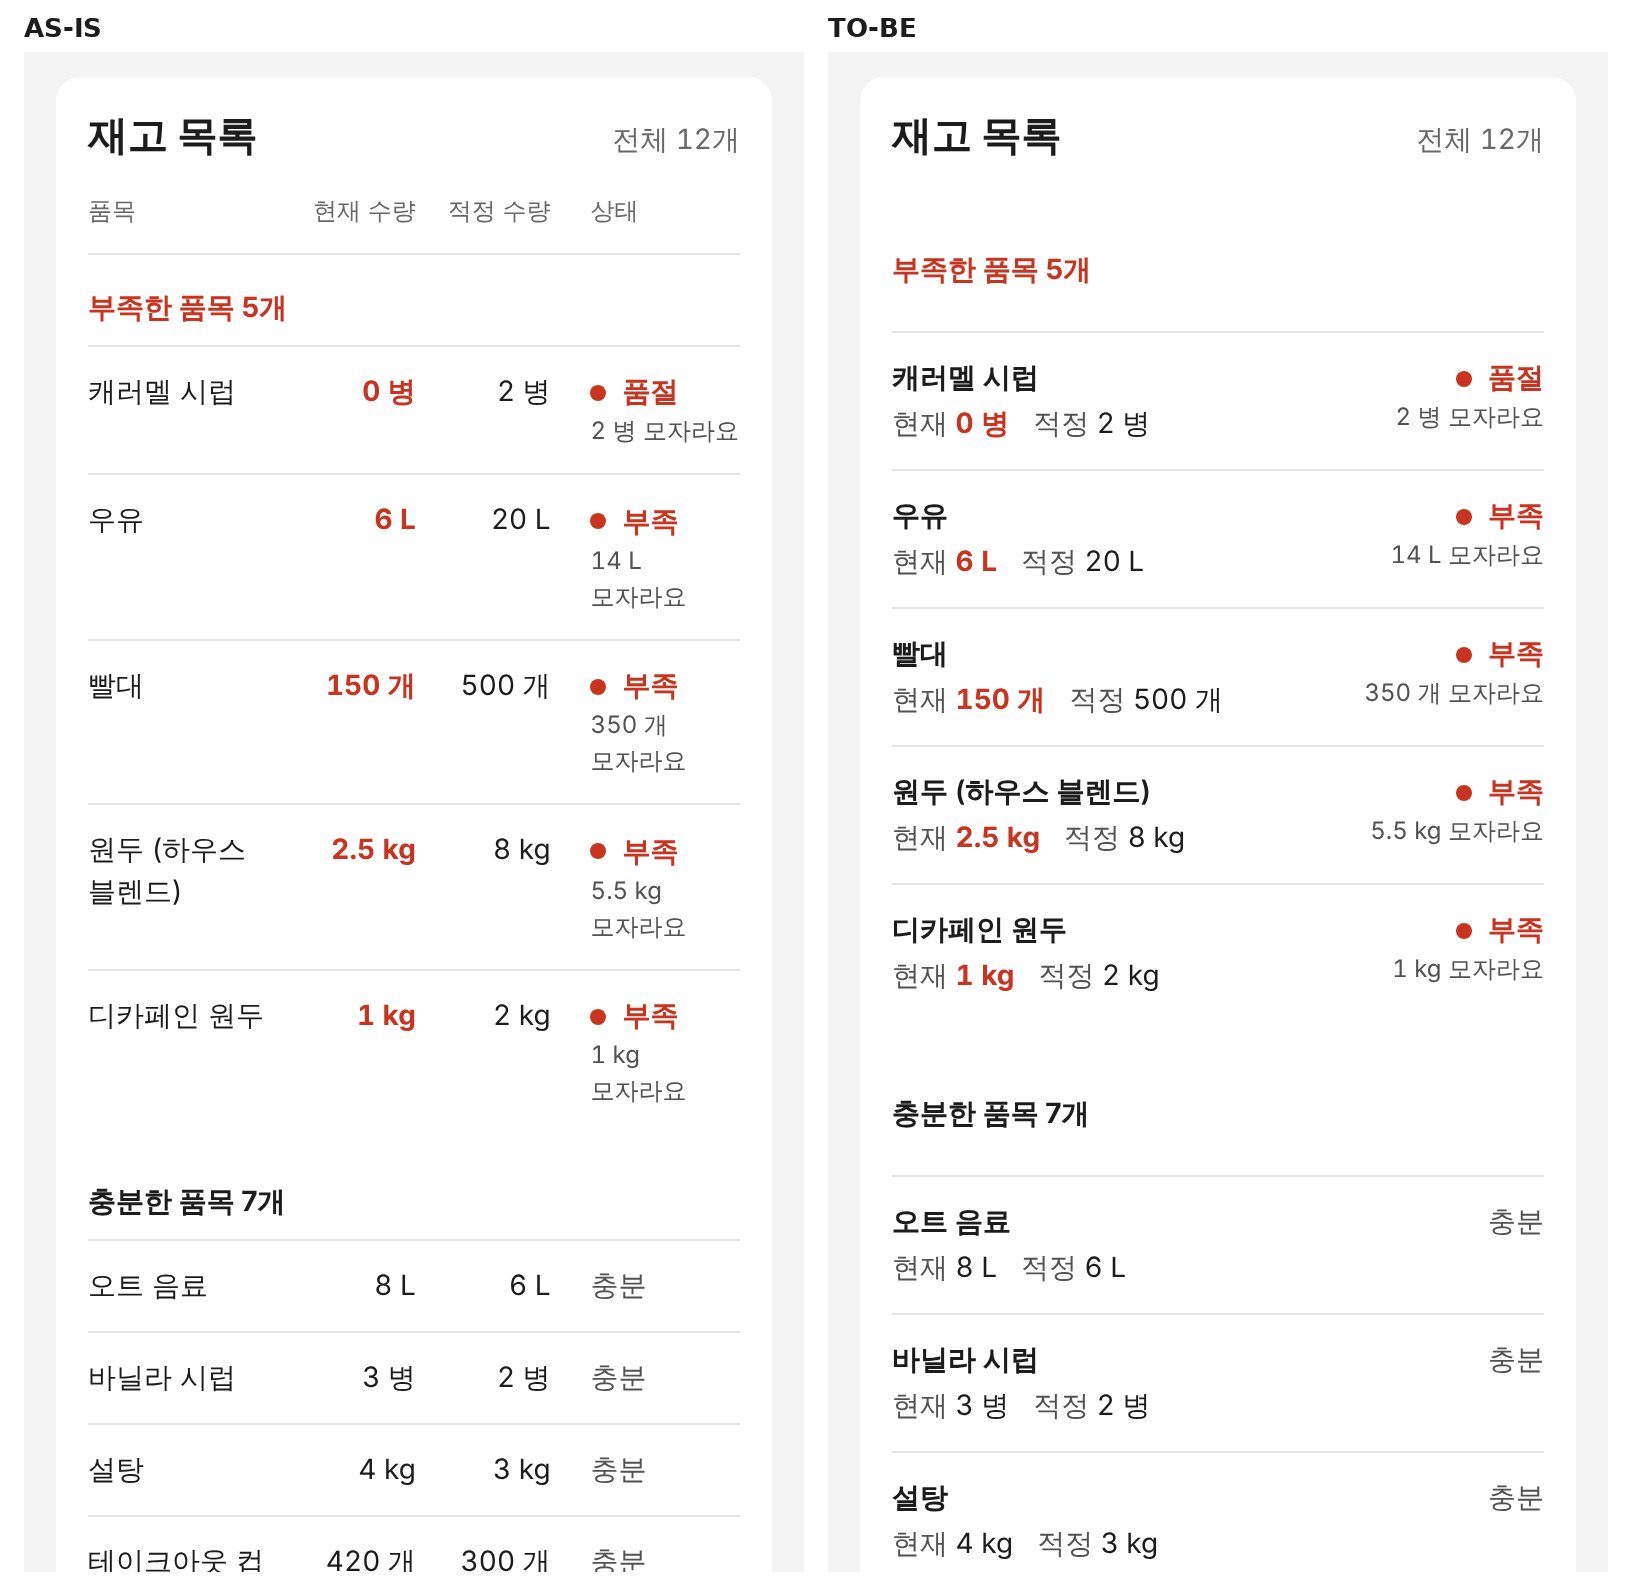 AS-IS
재고 목록 전체 12개
품목 현재 수량 적정 수량 상태
부족한 품목 5개
캐러멜 시럽 0 병 2 병 품절
2 병 모자라요
우유 6 L 20 L 부족
14 L
모자라요
빨대 150 개 500 개 부족
350 개
모자라요
원두 (하우스 2.5 kg 8 kg 부족
블렌드) 5.5 kg
모자라요
디카페인 원두 1 kg 2 kg 부족
1 kg
모자라요
충분한 품목 7개
오트 음료 8 L 6 L 충분
바닐라 시럽 3 병 2 병 충분
설탕 4 kg 3 kg 충분
테이크아웃 컵 420 개 300 개 충분
TO-BE
재고 목록 전체 12개
부족한 품목 5개
캐러멜 시럽 품절
현재 0 병 적정 2 병 2 병 모자라요
우유 부족
현재 6 L 적정 20 L 14 L 모자라요
빨대 부족
현재 150 개 적정 500 개 350 개 모자라요
원두 (하우스 블렌드) 부족
현재 2.5 kg 적정 8 kg 5.5 kg 모자라요
디카페인 원두 부족
현재 1 kg 적정 2 kg 1 kg 모자라요
충분한 품목 7개
오트 음료 충분
현재 8 L 적정 6 L
바닐라 시럽 충분
현재 3 병 적정 2 병
설탕 충분
현재 4 kg 적정 3 kg